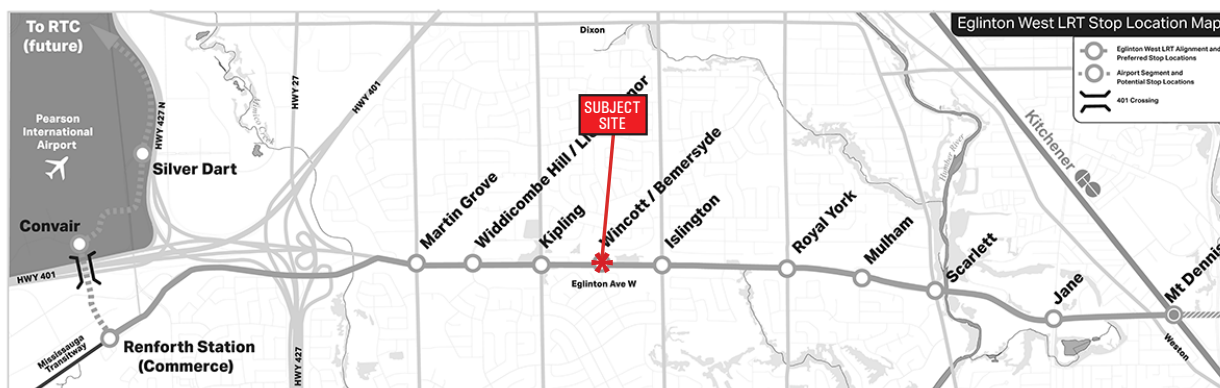 Eglinton West LRT Stop Location Map
Eglinton West LRT Alignment and
Preferred Stop Locations
Airport Segment and
Potential Stop Locations
401 Crossing
To RTC
(future)
Dixon
HWY 427 N
HWY 27
HWY 401
Mimico Creek
Humber River
Kitchener
SUBJECT
SITE
Pearson
International
Airport
Silver Dart
Convair
HWY 401
Martin Grove
Widdicombe Hill /
Kipling
Wincott / Bemersyde
Islington
Royal York
Mulham
Scarlett
Jane
Mt Dennis
Eglinton Ave W
Renforth Station
(Commerce)
Mississauga
Transitway
HWY 427
Weston